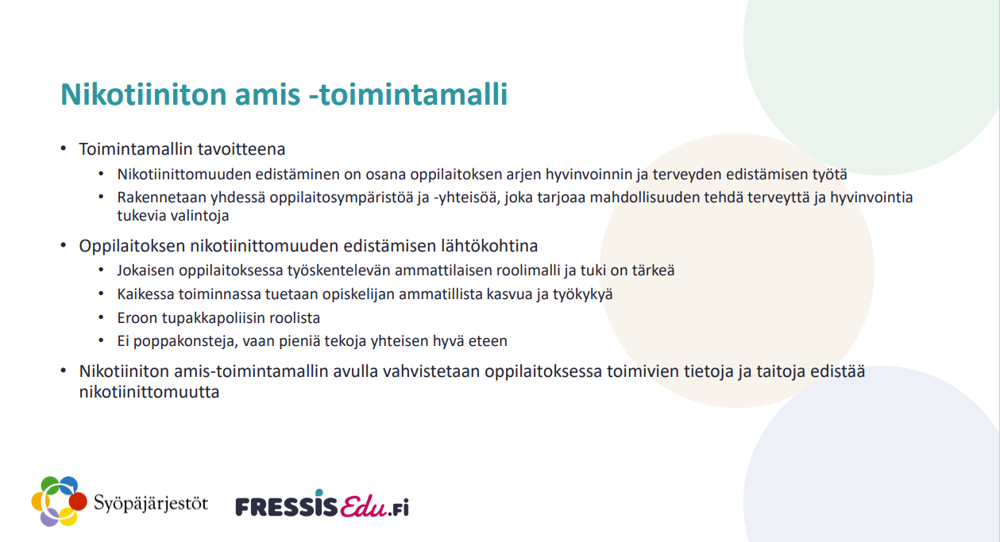 Nikotiiniton amis -toimintamalli
• Toimintamallin tavoitteena
• Nikotiinittomuuden edistäminen on osana oppilaitoksen arjen hyvinvoinnin ja terveyden edistämisen työtä
• Rakennetaan yhdessä oppilaitosympäristöä ja -yhteisöä, joka tarjoaa mahdollisuuden tehdä terveyttä ja hyvinvointia
tukevia valintoja
• Oppilaitoksen nikotiinittomuuden edistämisen lähtökohtina
• Jokaisen oppilaitoksessa työskentelevän ammattilaisen roolimalli ja tuki on tärkeä
• Kaikessa toiminnassa tuetaan opiskelijan ammatillista kasvua ja työkykyä
• Eroon tupakkapoliisin roolista
• Ei poppakonsteja, vaan pieniä tekoja yhteisen hyvä eteen
• Nikotiiniton amis-toimintamallin avulla vahvistetaan oppilaitoksessa toimivien tietoja ja taitoja edistää
nikotiinittomuutta
Syöpäjärjestöt
FRESSIS Edu.Fi